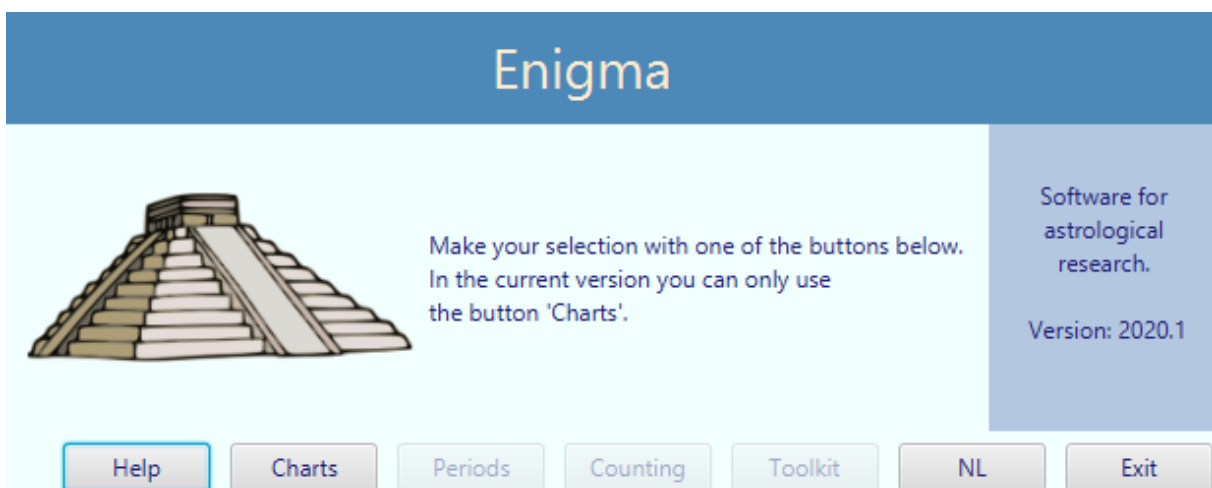 Enigma
Make your selection with one of the buttons below.
In the current version you can only use
the button 'Charts'.
Software for
astrological
research.
Version: 2020.1
Help Charts Periods Counting Toolkit NL Exit